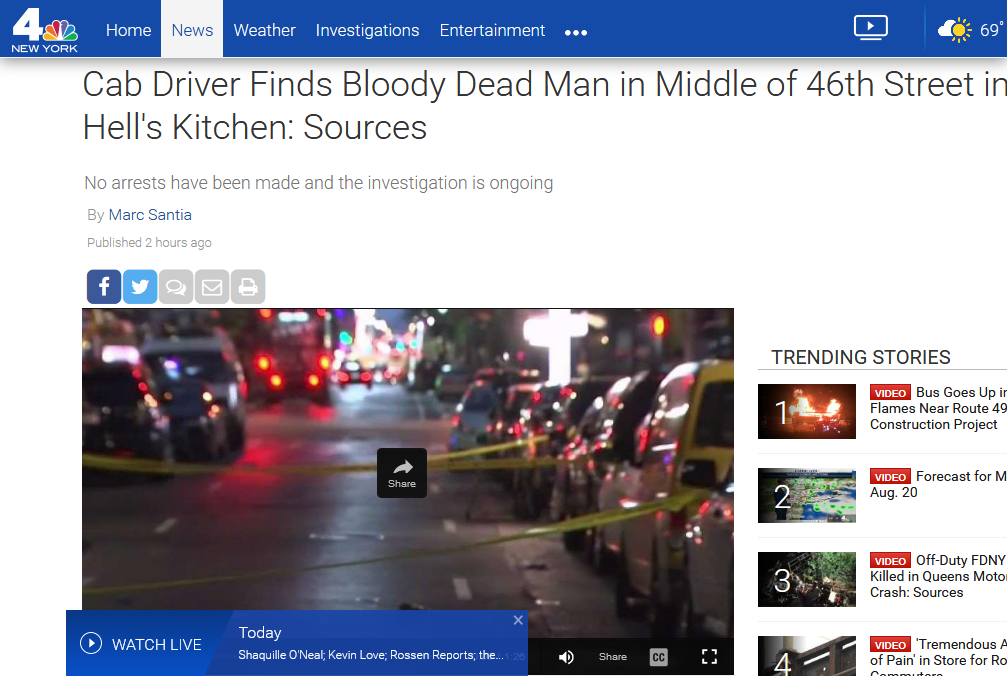 4
NEW YORK
Home
News
Weather
Investigations
Entertainment
69°
Cab Driver Finds Bloody Dead Man in Middle of 46th Street in
Hell's Kitchen: Sources
No arrests have been made and the investigation is ongoing
By Marc Santia
Published 2 hours ago
Share
WATCH LIVE
Today
Shaquille O'Neal; Kevin Love; Rossen Reports; the...
1:26
Share
CC
TRENDING STORIES
1
VIDEO Bus Goes Up in
Flames Near Route 49
Construction Project
2
VIDEO Forecast for M
Aug. 20
3
VIDEO Off-Duty FDNY
Killed in Queens Moto
Crash: Sources
4
VIDEO 'Tremendous A
of Pain' in Store for Ro
Commuters